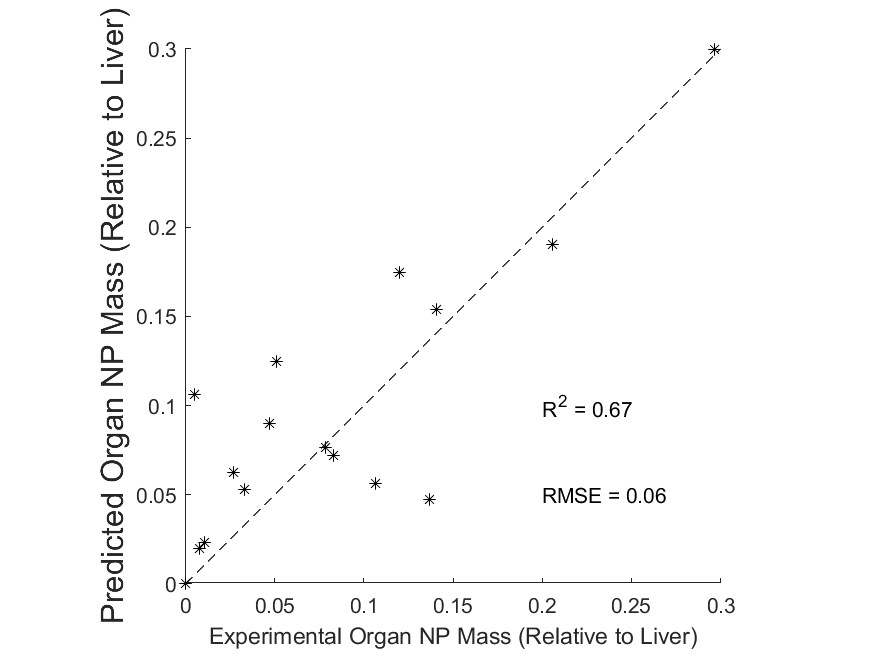 Predicted Organ NP Mass (Relative to Liver)
0.3
0.25
0.2
0.15
0.1
0.05
0
R² = 0.67
RMSE = 0.06
0 0.05 0.1 0.15 0.2 0.25 0.3
Experimental Organ NP Mass (Relative to Liver)